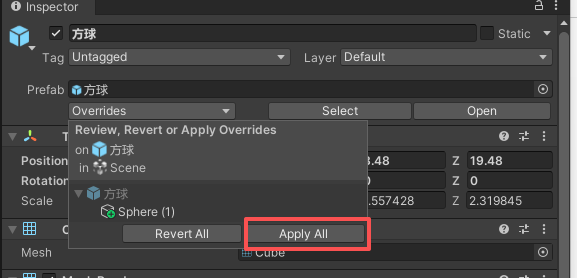 Inspector
方球 Static
Tag Untagged Layer Default
Prefab 方球
Overrides Select Open
Review, Revert or Apply Overrides
on 方球
in Scene
Position 3.48 Z 19.48
Rotation 0 Z 0
Scale .557428 Z 2.319845
方球
Sphere (1)
Revert All Apply All
Mesh Cube